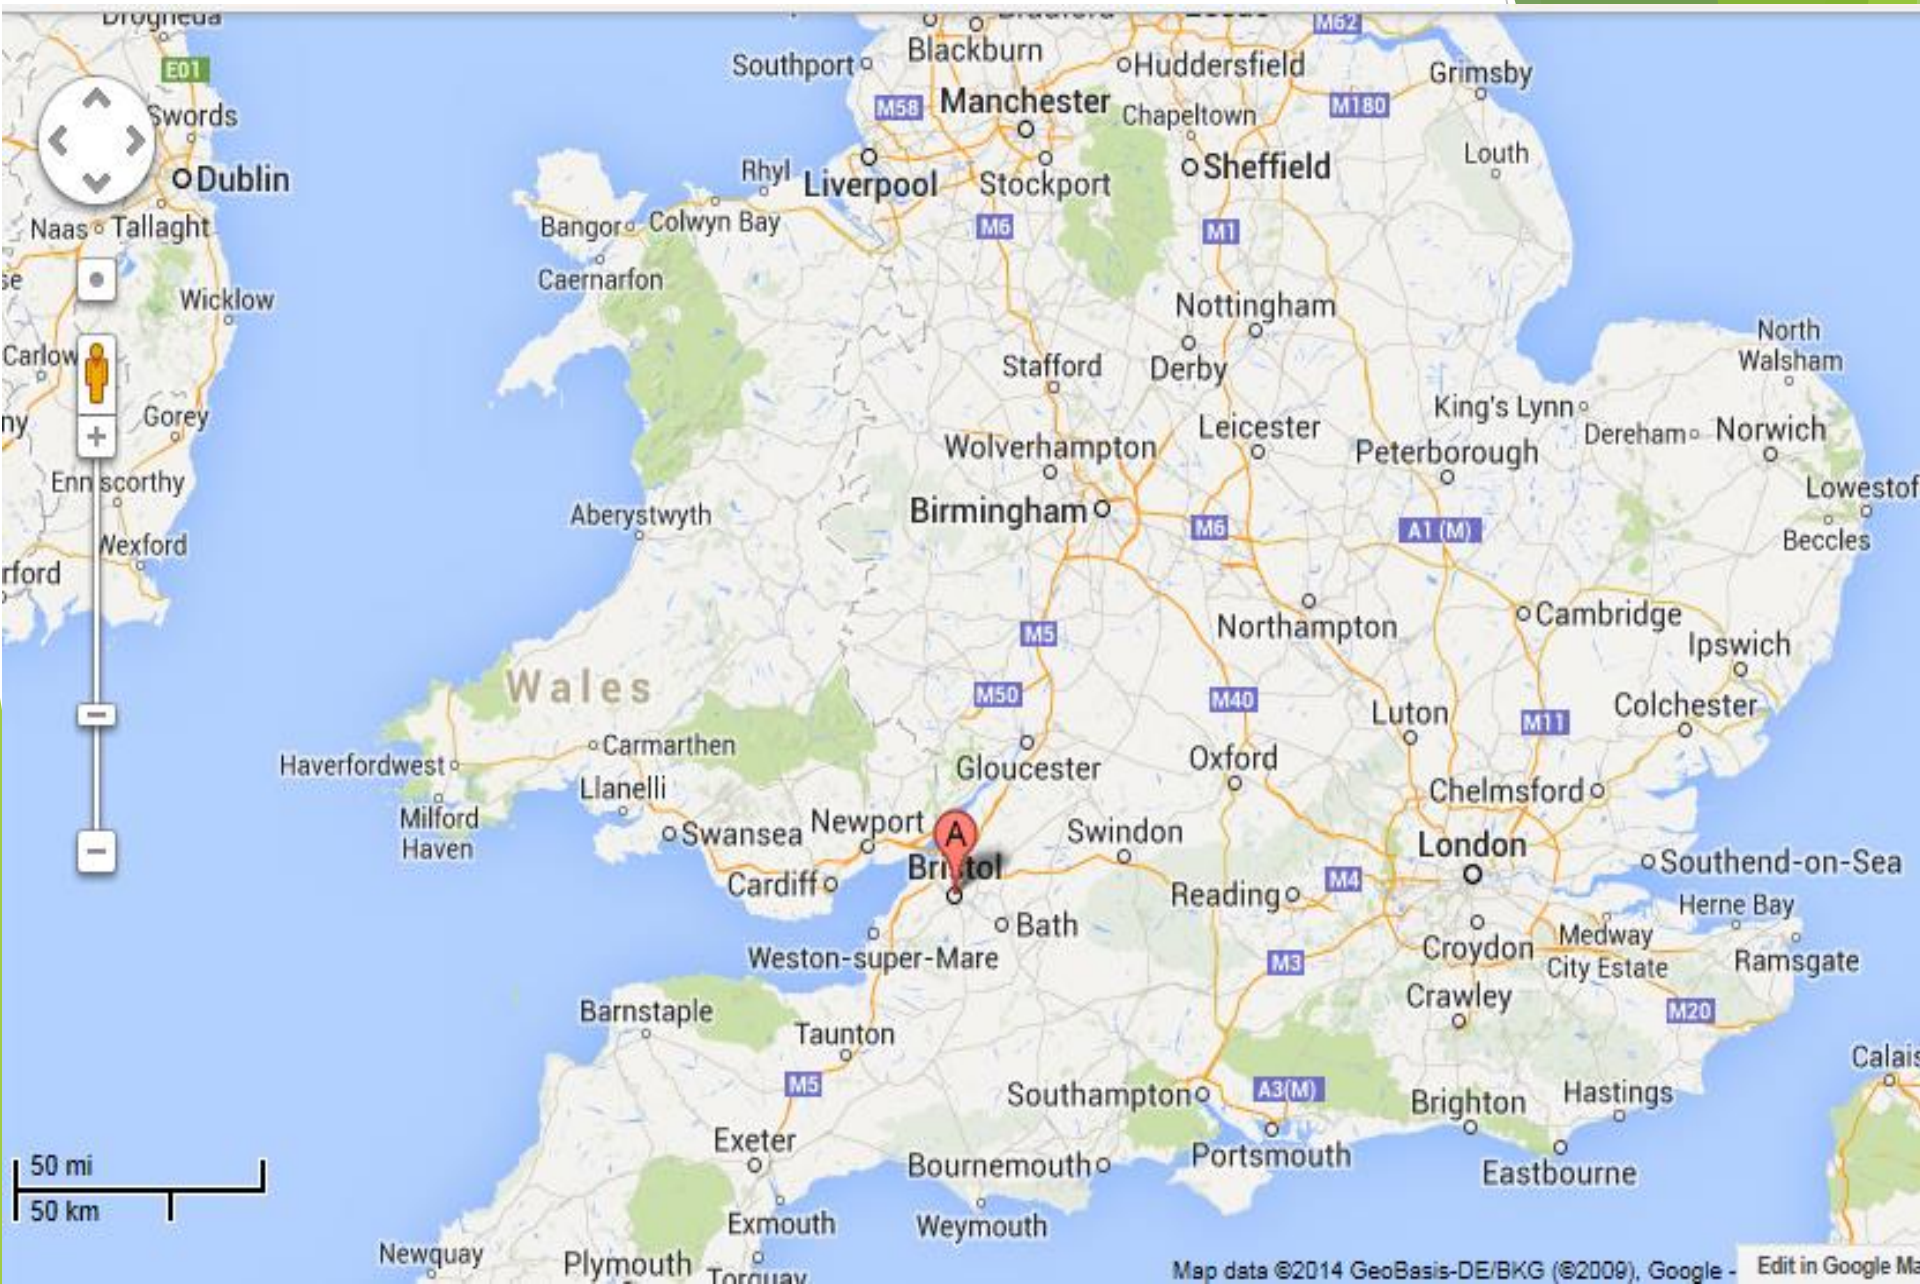 Drogheda
Bradford
Leeds
M62
Blackburn
Southport
Huddersfield
Grimsby
E01
M58
Manchester
Chapeltown
M180
Swords
Louth
Rhyl
Liverpool
Stockport
Sheffield
Dublin
Naas
Tallaght
Bangor
Colwyn Bay
M6
M1
se
Caernarfon
Wicklow
Nottingham
North
Walsham
Carlow
Stafford
Derby
ny
Gorey
King's Lynn
Leicester
Dereham
Norwich
Wolverhampton
Peterborough
Enniscorthy
Lowestof
Aberystwyth
Birmingham
M6
A1 (M)
Beccles
Wexford
rford
Northampton
Cambridge
M5
Ipswich
Wales
M50
M40
Luton
M11
Colchester
Carmarthen
Haverfordwest
Gloucester
Oxford
Llanelli
Chelmsford
Milford
Haven
Swansea
Newport
A
Swindon
London
Bristol
Southend-on-Sea
Cardiff
Reading
M4
Herne Bay
Bath
Croydon
Medway
City Estate
Ramsgate
Weston-super-Mare
M3
Barnstaple
Crawley
M20
Taunton
Calais
M5
Southampton
A3(M)
Brighton
Hastings
Exeter
50 mi
Bournemouth
Portsmouth
Eastbourne
50 km
Exmouth
Weymouth
Newquay
Plymouth
Torquay
Map data ©2014 GeoBasis-DE/BKG (©2009), Google -
Edit in Google Ma